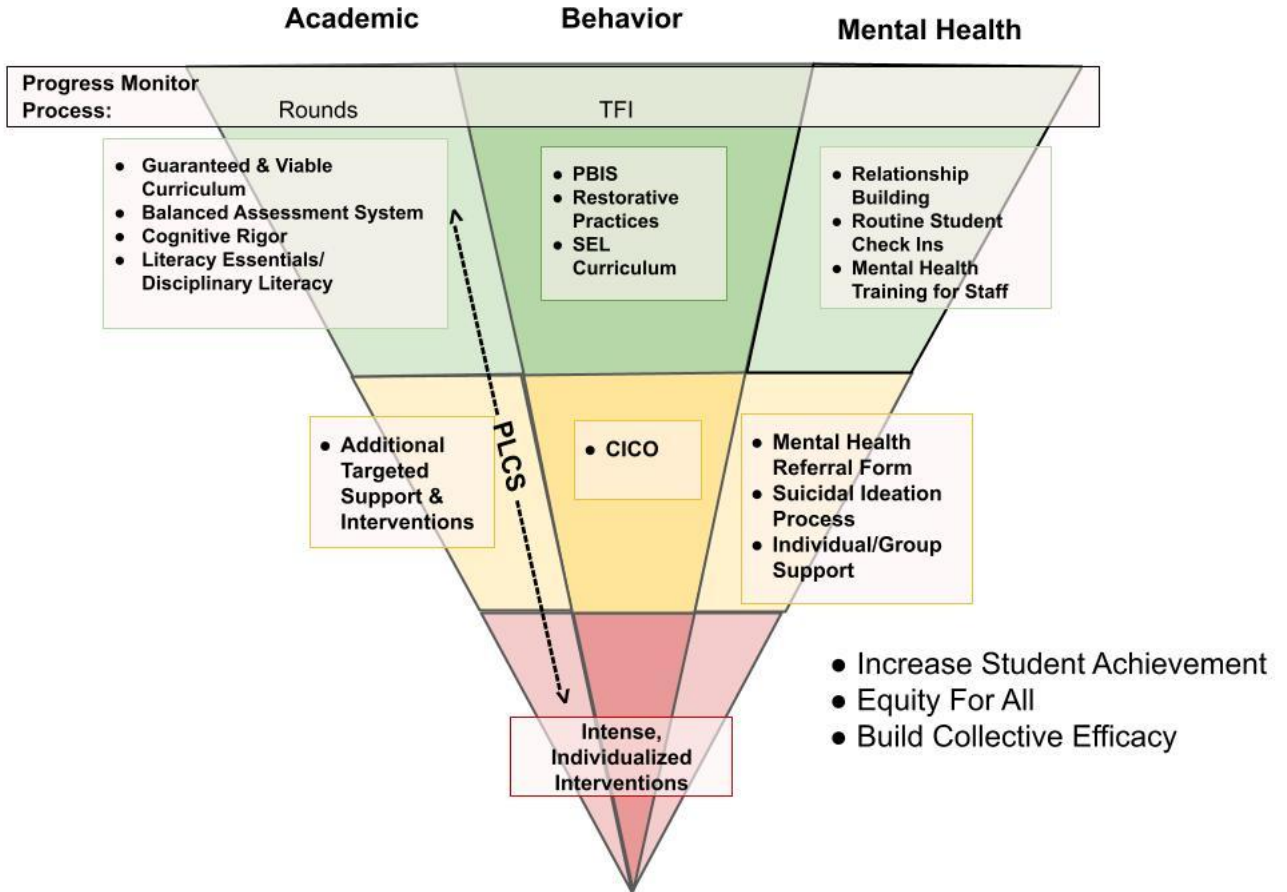 Academic
Behavior
Mental Health
Progress Monitor
Process:
Rounds
TFI
● Guaranteed & Viable
Curriculum
● Balanced Assessment System
● Cognitive Rigor
● Literacy Essentials/
Disciplinary Literacy
● PBIS
● Restorative
Practices
● SEL
Curriculum
● Relationship
Building
● Routine Student
Check Ins
● Mental Health
Training for Staff
PLCS
● Additional
Targeted
Support &
Interventions
● CICO
● Mental Health
Referral Form
● Suicidal Ideation
Process
● Individual/Group
Support
Intense,
Individualized
Interventions
● Increase Student Achievement
● Equity For All
● Build Collective Efficacy